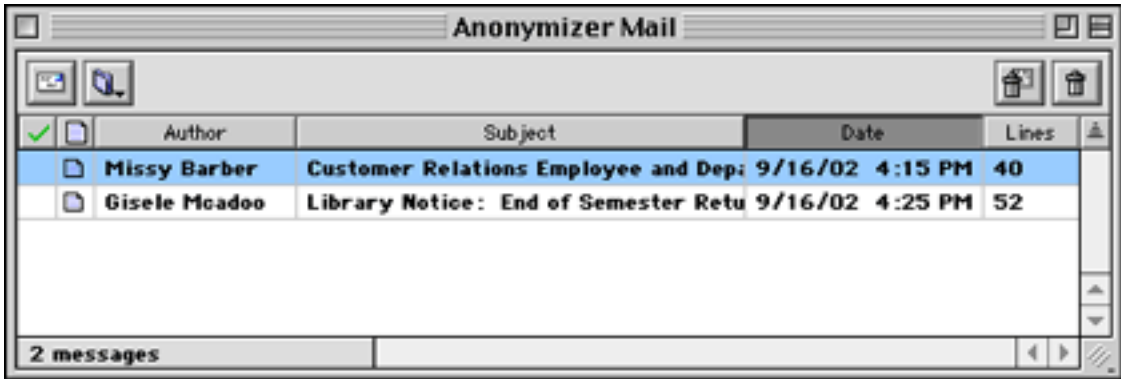 Anonymizer Mail
Author Subject Date Lines
Missy Barber Customer Relations Employee and Depa 9/16/02 4:15 PM 40
Gisele Mcadoo Library Notice: End of Semester Retu 9/16/02 4:25 PM 52
2 messages